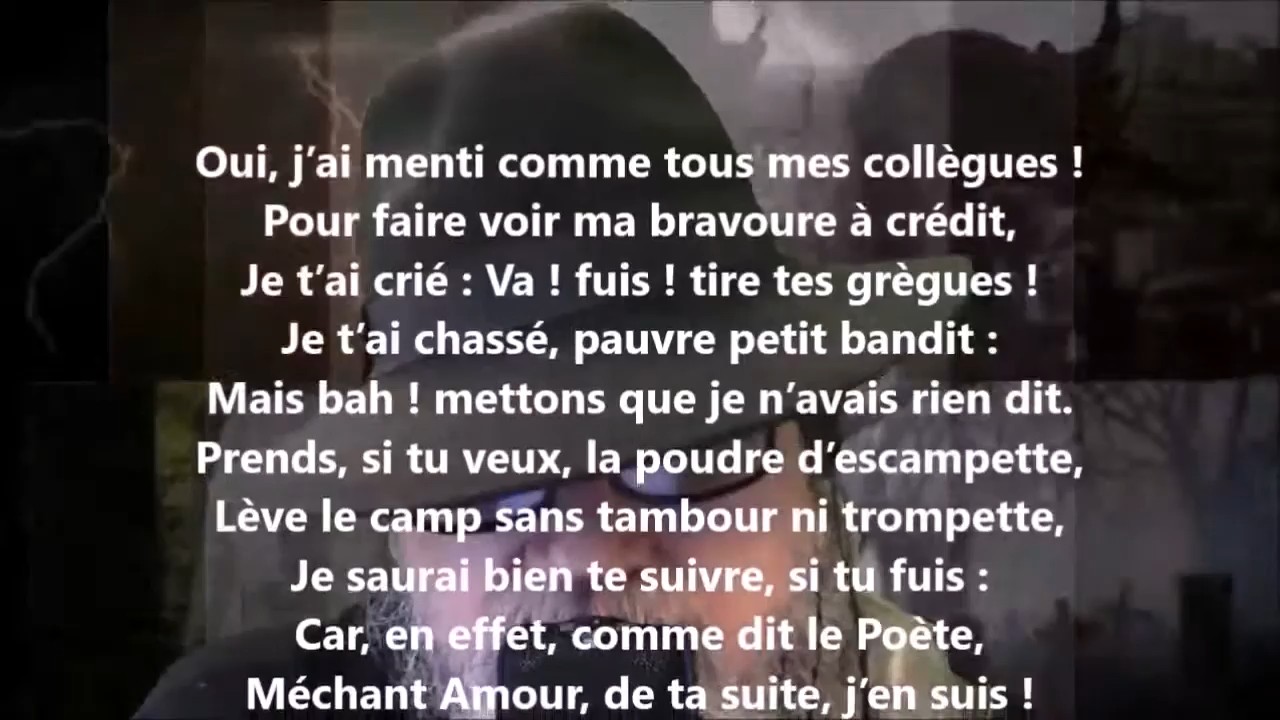 Oui, j’ai menti comme tous mes collègues !
Pour faire voir ma bravoure à crédit,
Je t’ai crié : Va ! fuis ! tire tes grègues !
Je t’ai chassé, pauvre petit bandit :
Mais bah ! mettons que je n’avais rien dit.
Prends, si tu veux, la poudre d’escampette,
Lève le camp sans tambour ni trompette,
Je saurai bien te suivre, si tu fuis :
Car, en effet, comme dit le Poète,
Méchant Amour, de ta suite, j’en suis !